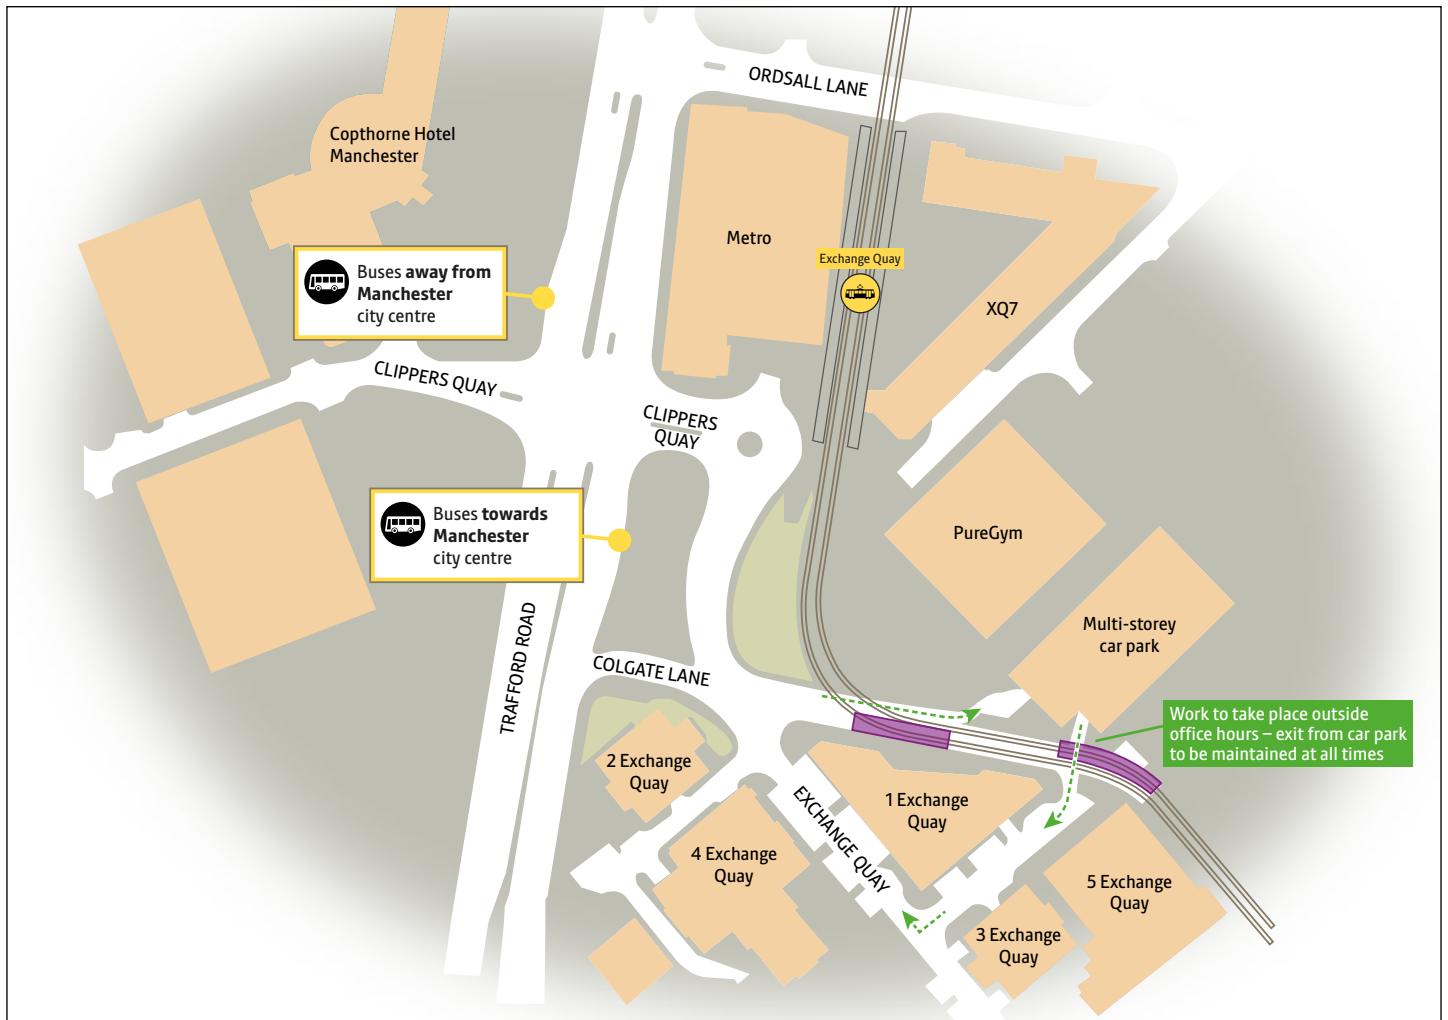 ORDSALL LANE
Copthorne Hotel
Manchester
Metro
Exchange Quay
XQ7
Buses away from
Manchester
city centre
CLIPPERS QUAY
CLIPPERS
QUAY
Buses towards
Manchester
city centre
PureGym
Multi-storey
car park
TRAFFORD ROAD
COLGATE LANE
Work to take place outside
office hours – exit from car park
to be maintained at all times
2 Exchange
Quay
1 Exchange
Quay
EXCHANGE QUAY
4 Exchange
Quay
5 Exchange
Quay
3 Exchange
Quay